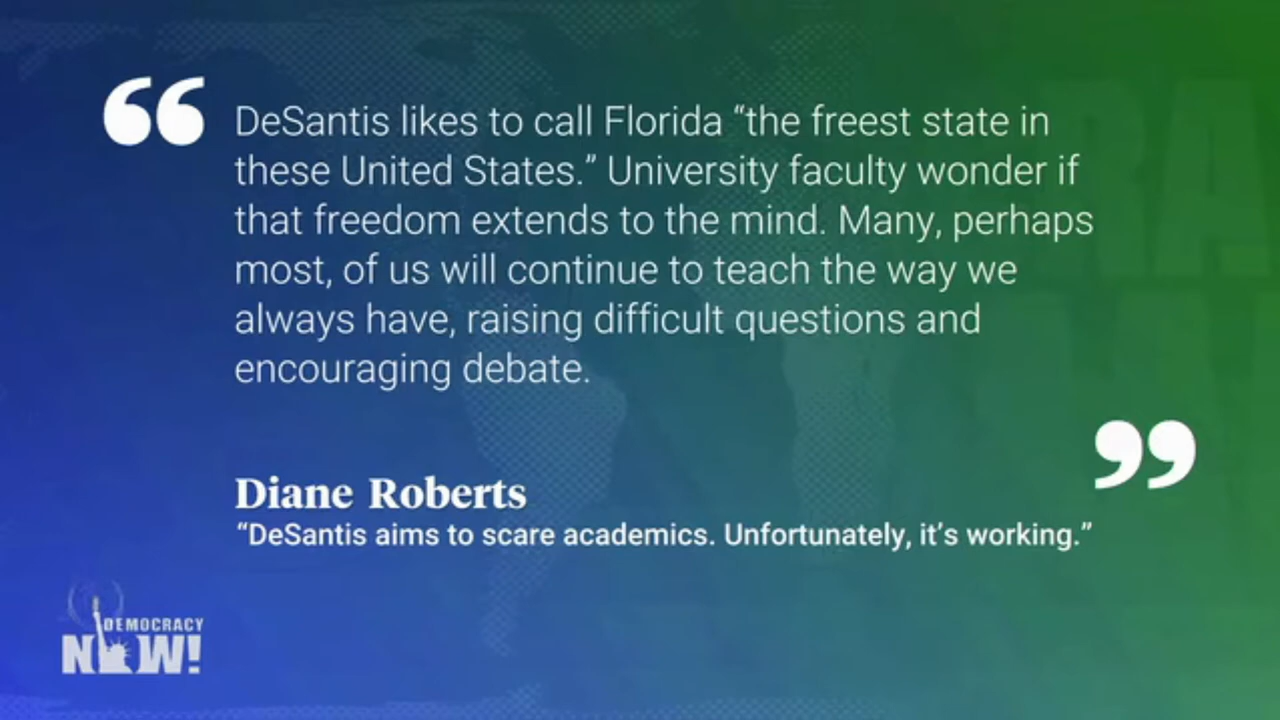 “
DeSantis likes to call Florida “the freest state in
these United States.” University faculty wonder if
that freedom extends to the mind. Many, perhaps
most, of us will continue to teach the way we
always have, raising difficult questions and
encouraging debate.
”
Diane Roberts
“DeSantis aims to scare academics. Unfortunately, it’s working.”
DEMOCRACY
NOW!